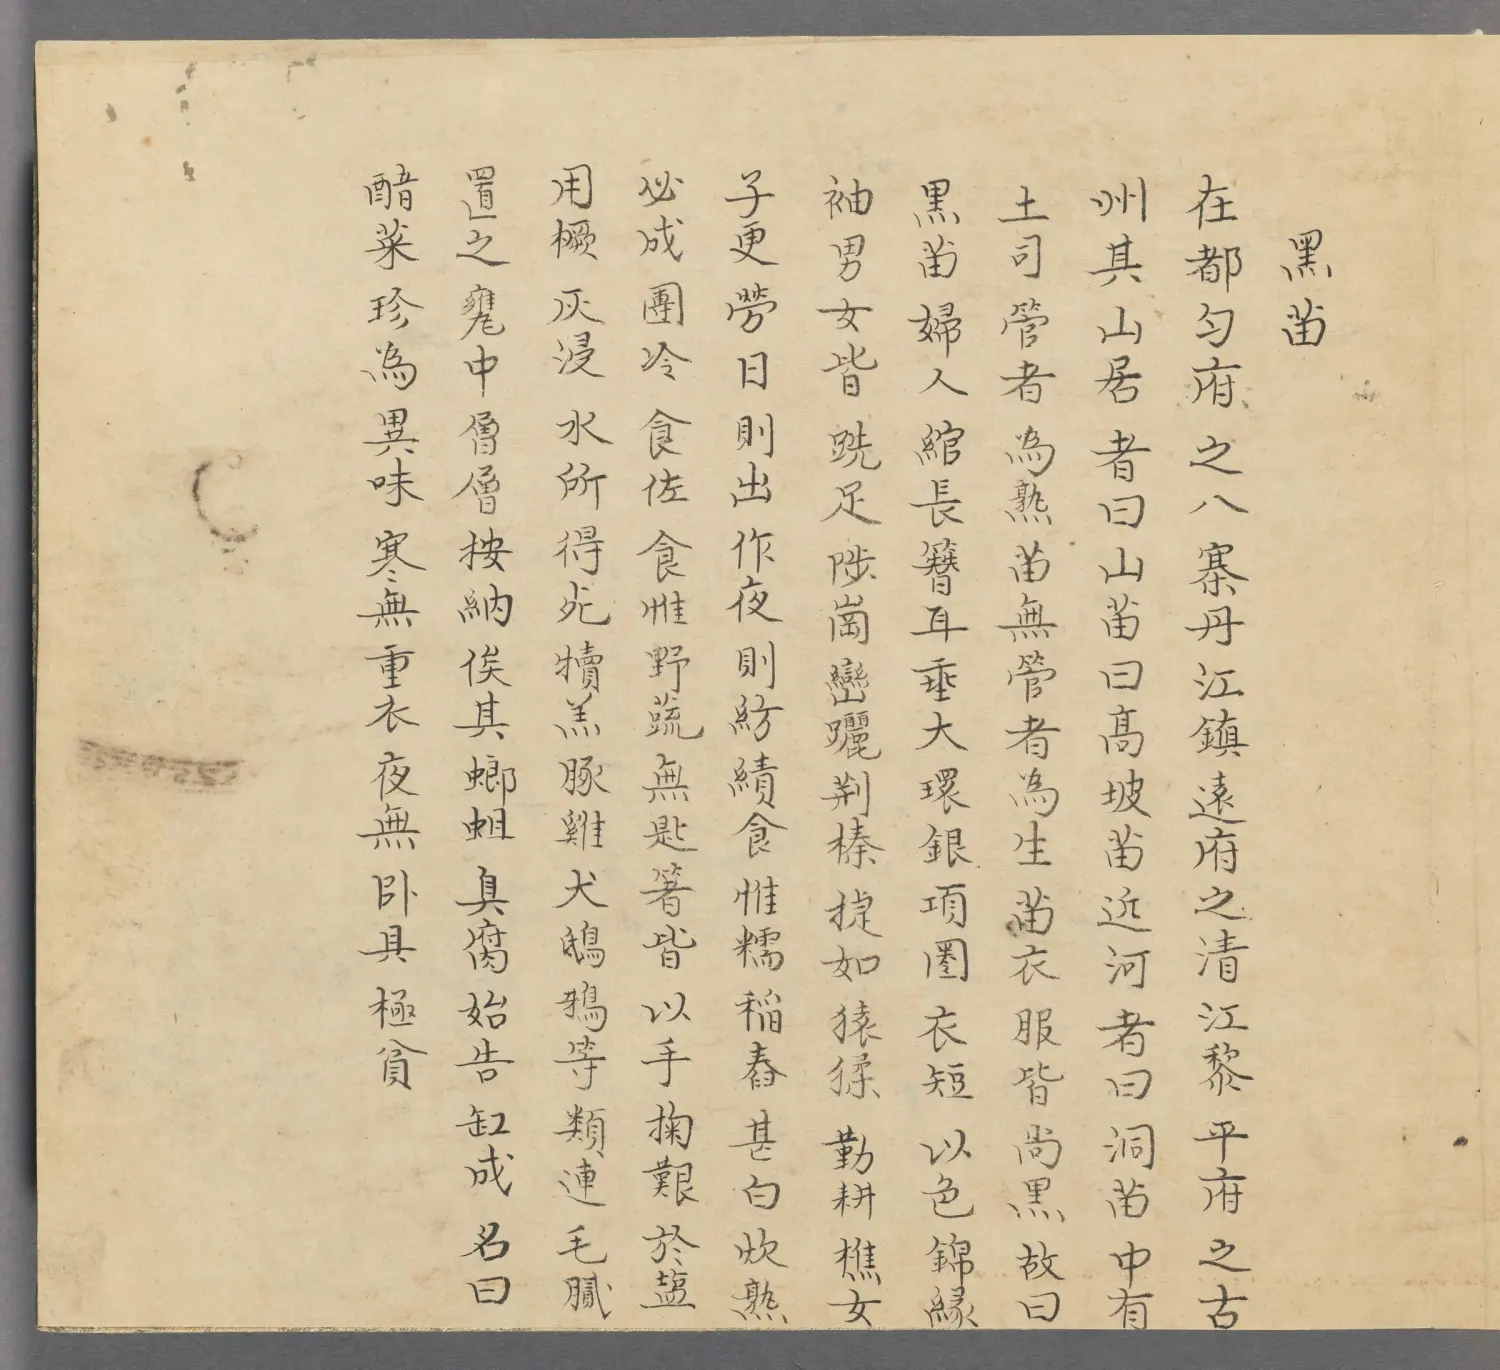 黑苗
在都匀府之八寨丹江鎮遠府之清江黎平府之古
州其山居者曰山苗曰高坡苗近河者曰洞苗中有
土司管者為熟苗無管者為生苗衣服皆尚黑故曰
黑苗婦人綰長簪耳垂大環銀項圈衣短以色錦緣
袖男女皆跣足陟崗巒躧荆榛捷如猿猱勤耕樵女
子更勞日則出作夜則紡績食惟糯稻舂甚白炊熟
必成團冷食佐食惟野蔬無匙箸皆以手掬艱於鹽
用橛灰浸水所得死犢羔豚雞犬鴟鵝等類連毛臟
置之甕中層層按納俟其螂蛆臭腐始告缸成名曰
醋菜珍為異味寒無重衣夜無卧具極貧